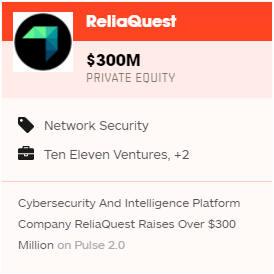 ReliaQuest
$300M
PRIVATE EQUITY
Network Security
Ten Eleven Ventures, +2
Cybersecurity And Intelligence Platform
Company ReliaQuest Raises Over $300
Million on Pulse 2.0